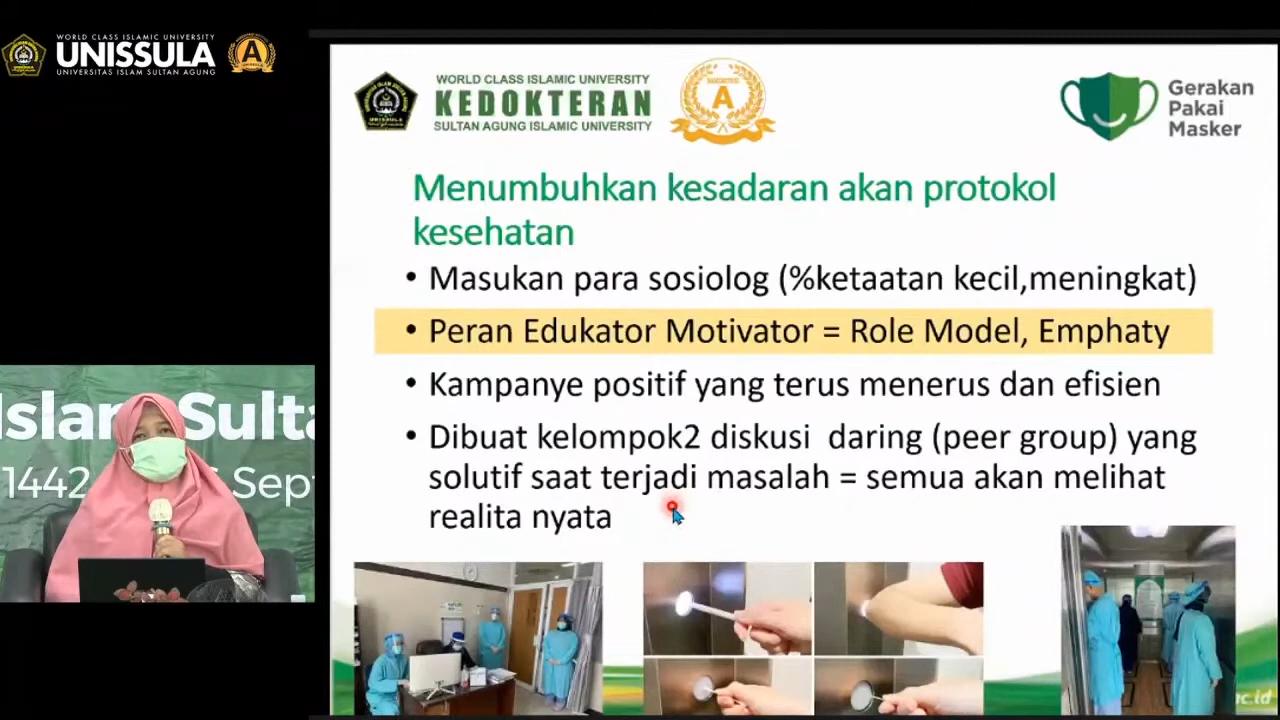 WORLD CLASS ISLAMIC UNIVERSITY
UNISSULA
UNIVERSITAS ISLAM SULTAN AGUNG
A
WORLD CLASS ISLAMIC UNIVERSITY
KEDOKTERAN
SULTAN AGUNG ISLAMIC UNIVERSITY
A
Gerakan
Pakai
Masker
Menumbuhkan kesadaran akan protokol
kesehatan
• Masukan para sosiolog (%ketaatan kecil,meningkat)
• Peran Edukator Motivator = Role Model, Emphaty
• Kampanye positif yang terus menerus dan efisien
• Dibuat kelompok2 diskusi daring (peer group) yang
solutif saat terjadi masalah = semua akan melihat
realita nyata
Islam Sulta
1442 Sept
ac.id